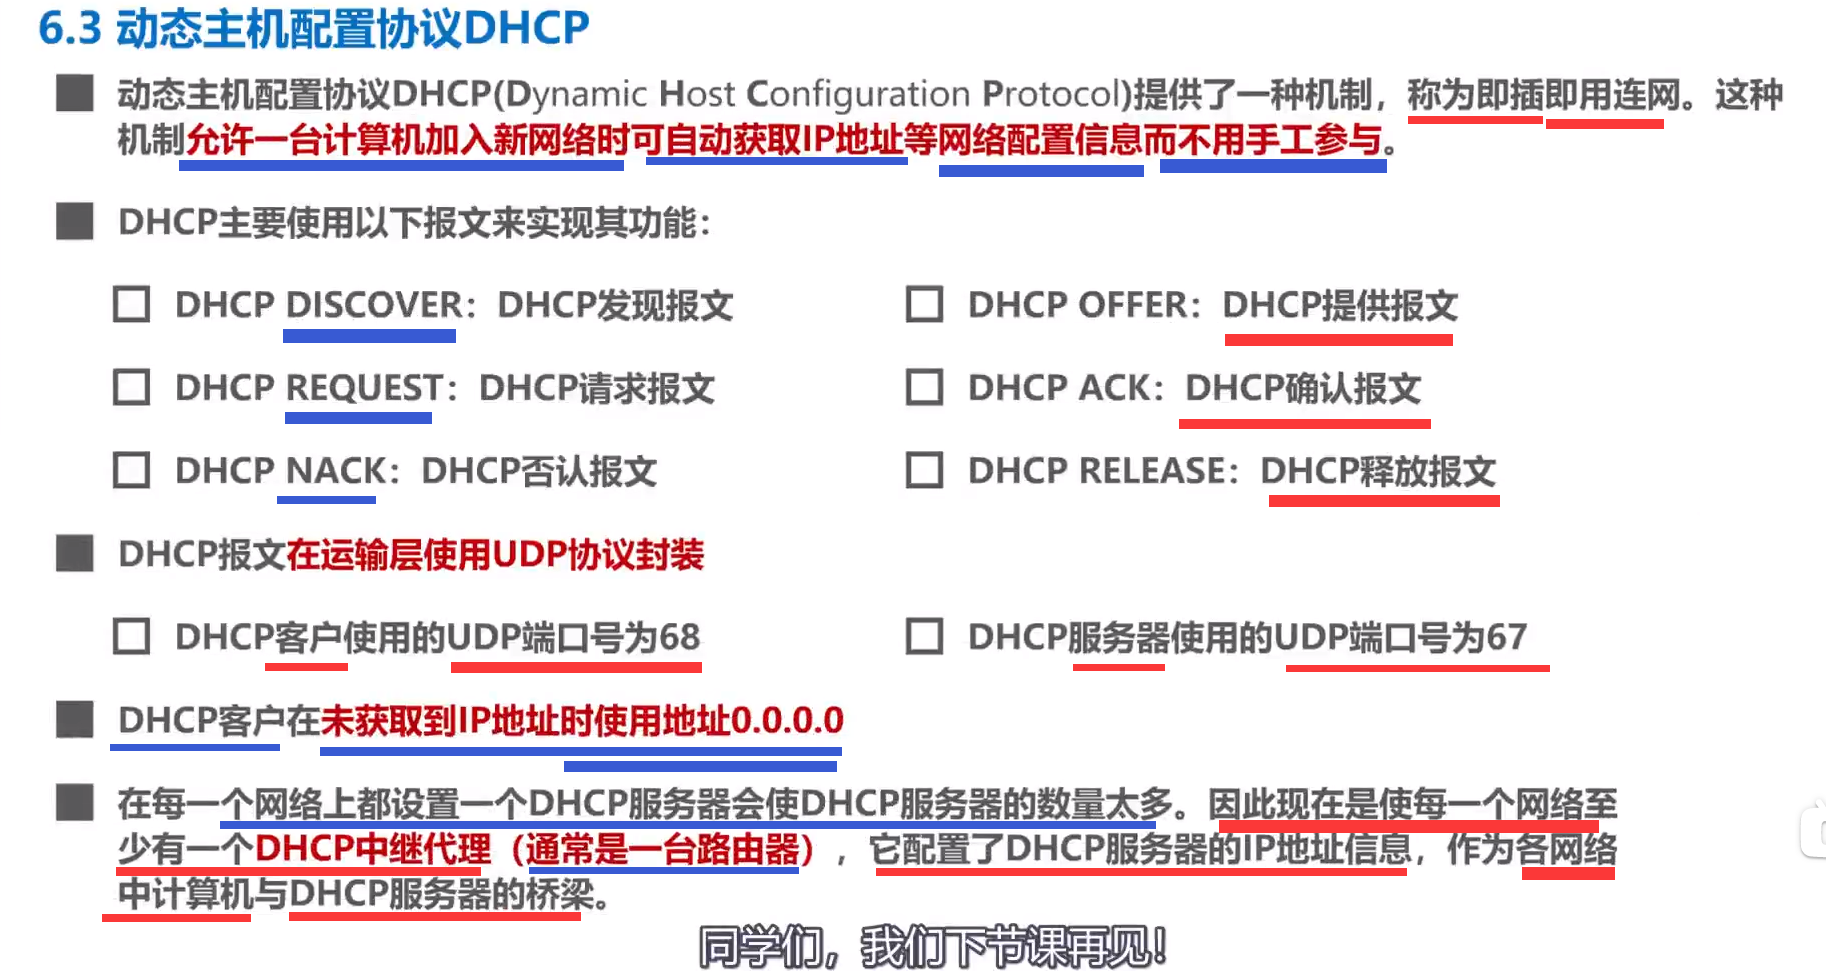 6.3 动态主机配置协议DHCP
动态主机配置协议DHCP(Dynamic Host Configuration Protocol)提供了一种机制，称为即插即用连网。这种
机制允许一台计算机加入新网络时可自动获取IP地址等网络配置信息而不用手工参与。
DHCP主要使用以下报文来实现其功能：
DHCP DISCOVER：DHCP发现报文
DHCP OFFER：DHCP提供报文
DHCP REQUEST：DHCP请求报文
DHCP ACK：DHCP确认报文
DHCP NACK：DHCP否认报文
DHCP RELEASE：DHCP释放报文
DHCP报文在运输层使用UDP协议封装
DHCP客户使用的UDP端口号为68
DHCP服务器使用的UDP端口号为67
DHCP客户在未获取到IP地址时使用地址0.0.0.0
在每一个网络上都设置一个DHCP服务器会使DHCP服务器的数量太多。因此现在是使每一个网络至
少有一个DHCP中继代理（通常是一台路由器），它配置了DHCP服务器的IP地址信息，作为各网络
中计算机与DHCP服务器的桥梁。
同学们，我们下节课再见！